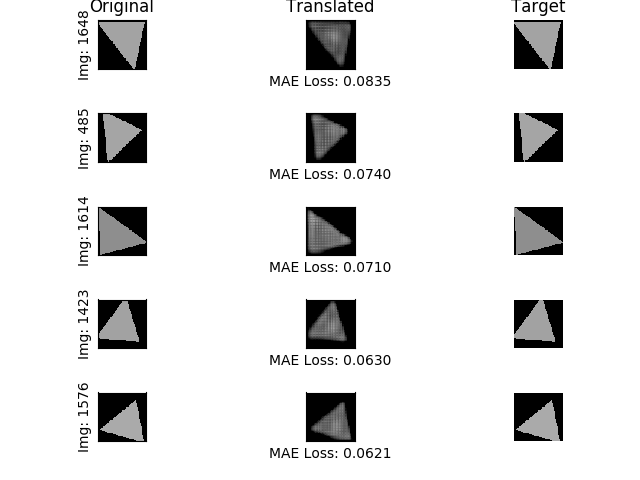 Original Translated Target
Img: 1648
MAE Loss: 0.0835
Img: 485
MAE Loss: 0.0740
Img: 1614
MAE Loss: 0.0710
Img: 1423
MAE Loss: 0.0630
Img: 1576
MAE Loss: 0.0621